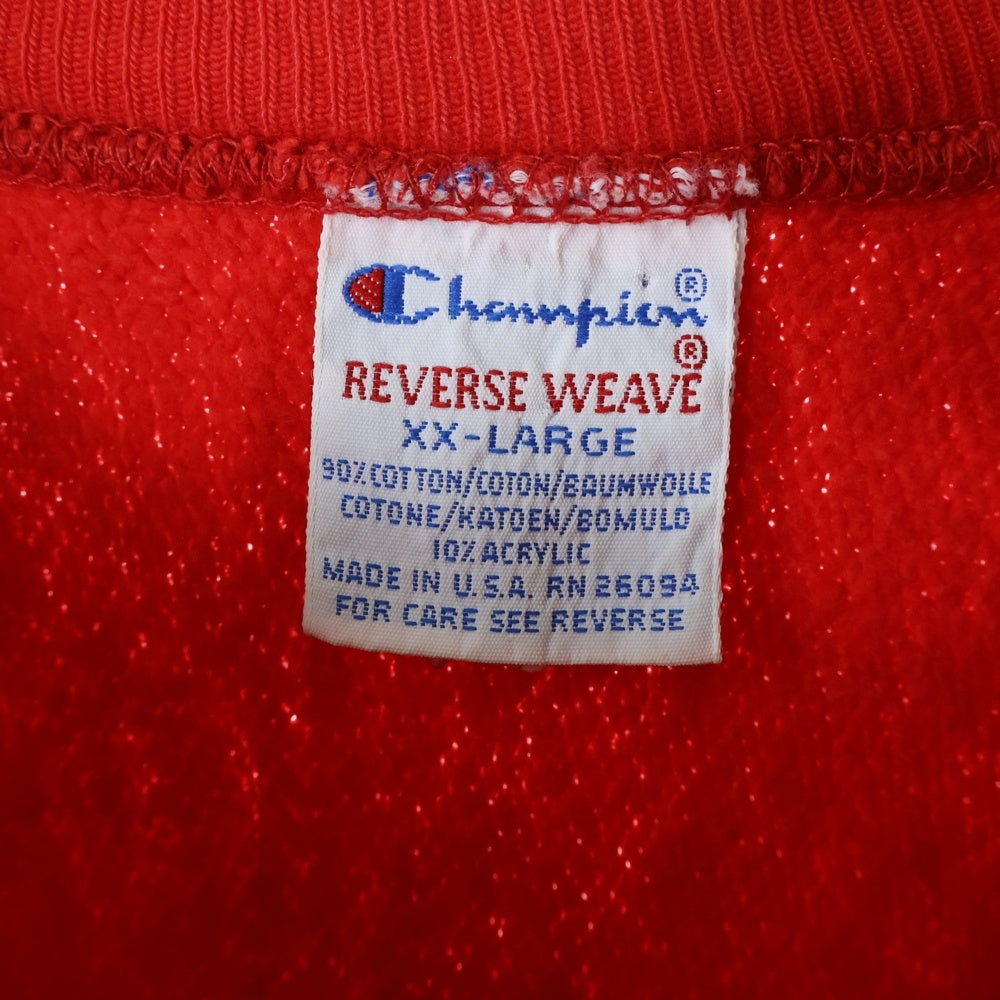 Champion®
REVERSE WEAVE®
XX-LARGE
90% COTTON/COTON/BAUMWOLLE
COTONE/KATOEN/BOMULD
10% ACRYLIC
MADE IN U.S.A. RN 26094
FOR CARE SEE REVERSE